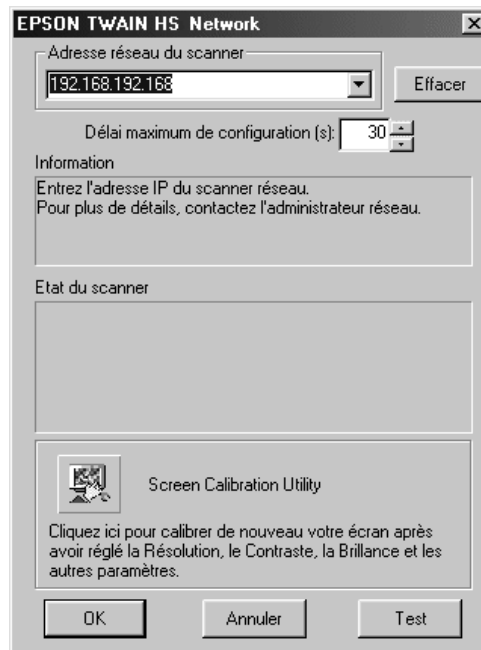 EPSON TWAIN HS Network
Adresse réseau du scanner
192.168.192.168
Effacer
Délai maximum de configuration (s): 30
Information
Entrez l'adresse IP du scanner réseau.
Pour plus de détails, contactez l'administrateur réseau.
Etat du scanner
Screen Calibration Utility
Cliquez ici pour calibrer de nouveau votre écran après
avoir réglé la Résolution, le Contraste, la Brillance et les
autres paramètres.
OK
Annuler
Test